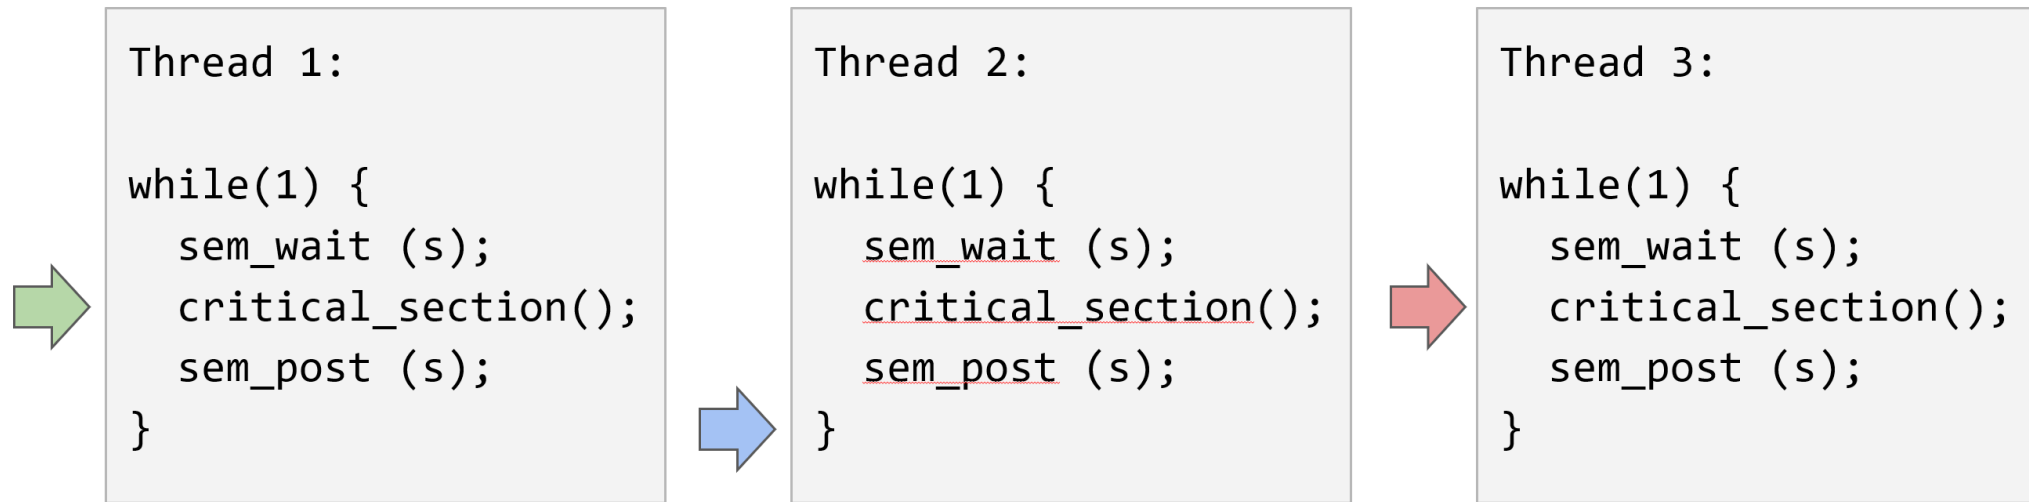 Thread 1:
while(1) {
sem_wait (s);
critical_section();
sem_post (s);
}
Thread 2:
while(1) {
sem_wait (s);
critical_section();
sem_post (s);
}
Thread 3:
while(1) {
sem_wait (s);
critical_section();
sem_post (s);
}